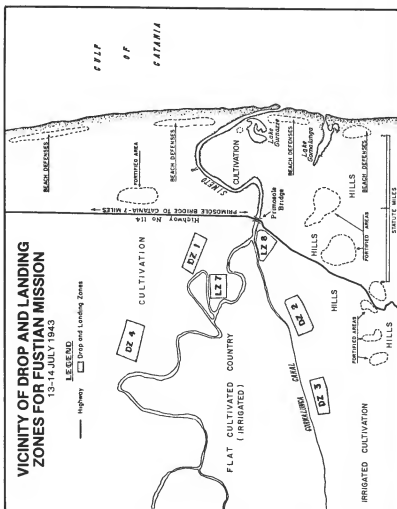 VICINITY OF DROP AND LANDING
ZONES FOR FUSTIAN MISSION
13-14 JULY 1943
LEGEND
Highway
Drop and Landing Zones
GULF
OF
CATANIA
BEACH DEFENSES
FORTIFIED AREA
BEACH DEFENSES
Highway No 114
PRIMOSOLE BRIDGE TO CATANIA 7 MILES
CULTIVATION
CULTIVATION
Lake
BEACH DEFENSES
Lake
BEACH DEFENSES
Primosole
Bridge
DZ 1
LZ 7
LZ 8
DZ 4
DZ 2
DZ 3
GORNALUNGA CANAL
FLAT CULTIVATED COUNTRY
(IRRIGATED)
HILLS
HILLS
HILLS
FORTIFIED
AREAS
FORTIFIED AREAS
IRRIGATED CULTIVATION
STATUTE MILES